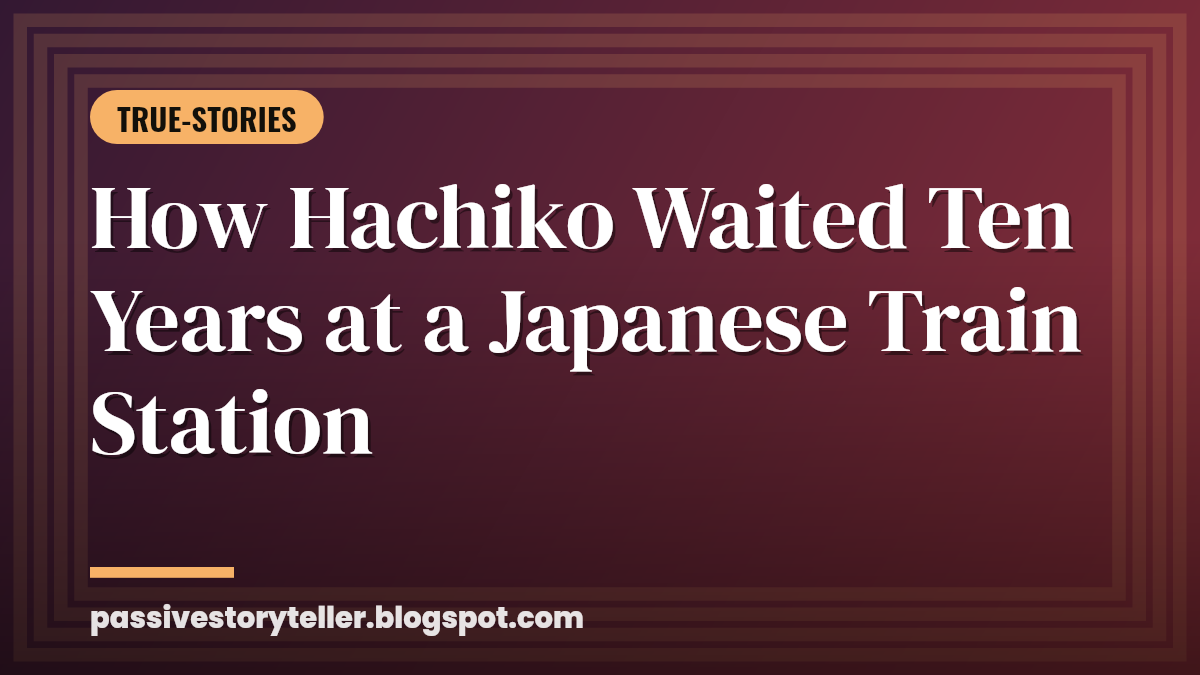 TRUE-STORIES
How Hachiko Waited Ten
Years at a Japanese Train
Station
passivestoryteller.blogspot.com